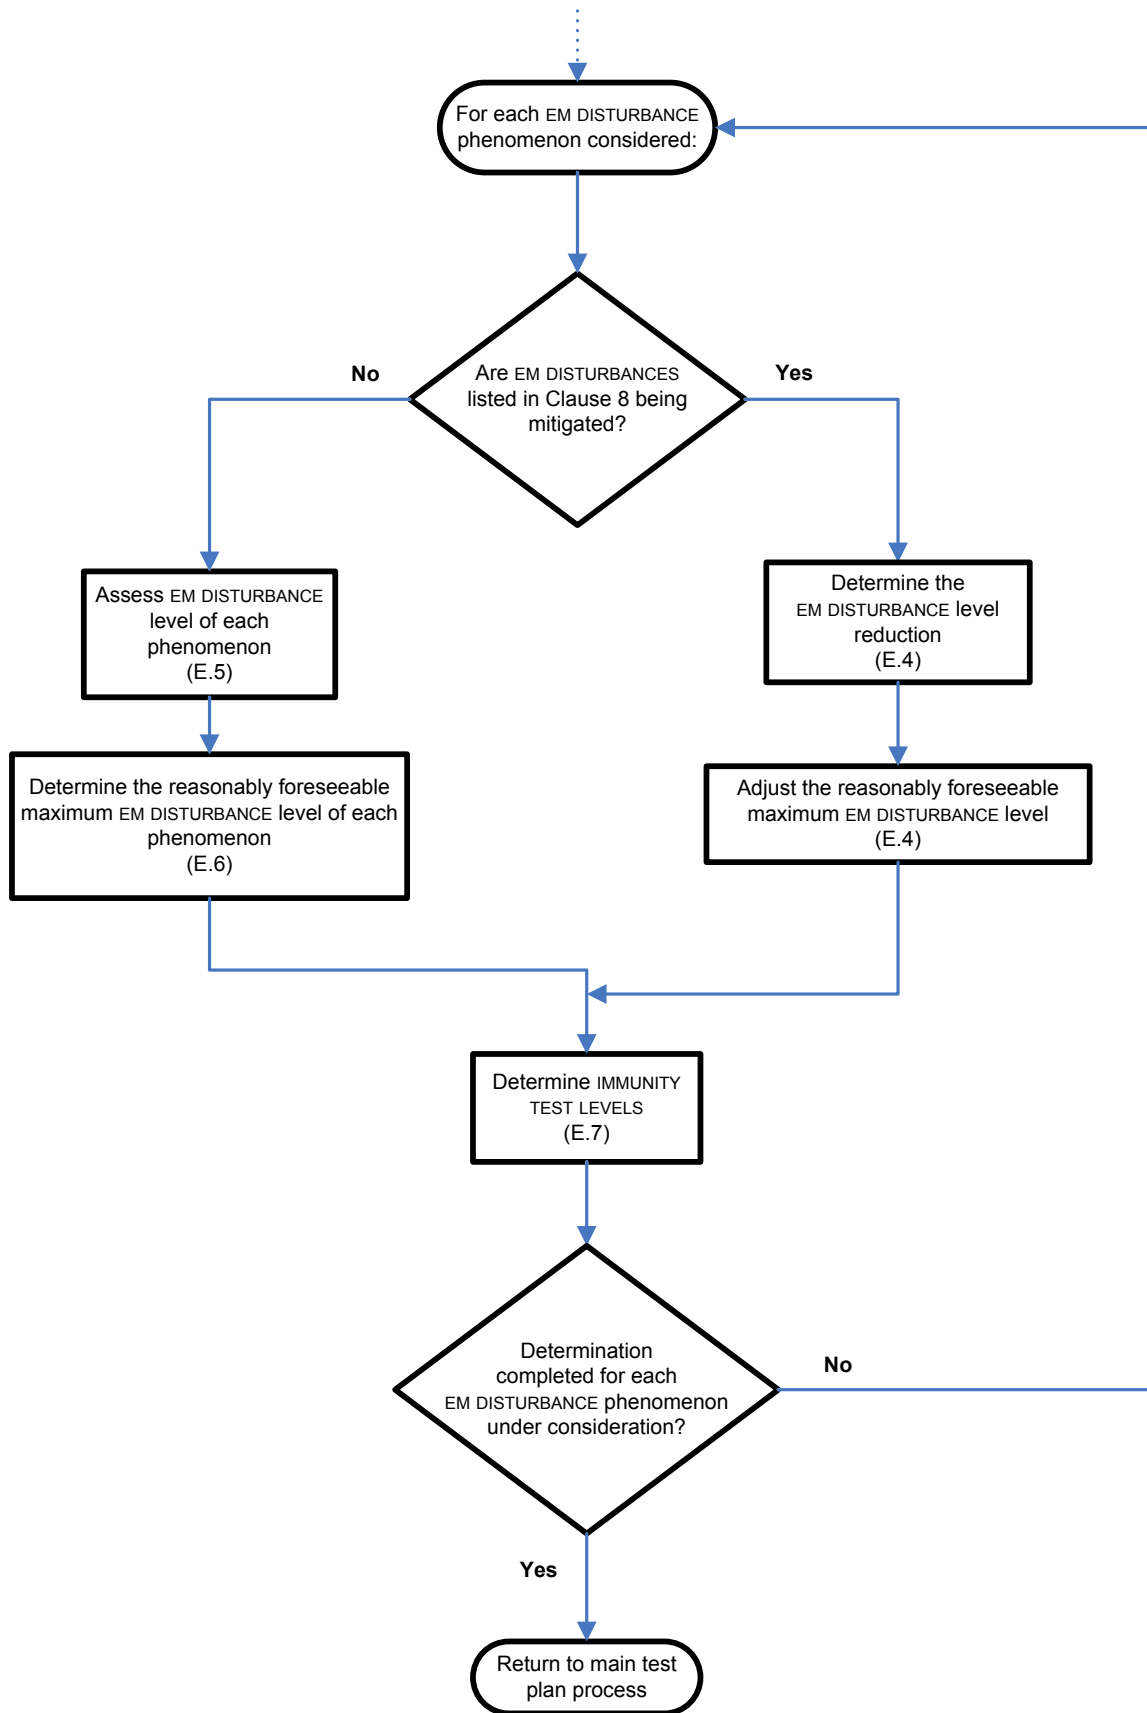 For each EM DISTURBANCE
phenomenon considered:
No
Yes
Are EM DISTURBANCES
listed in Clause 8 being
mitigated?
Assess EM DISTURBANCE
level of each
phenomenon
(E.5)
Determine the
EM DISTURBANCE level
reduction
(E.4)
Determine the reasonably foreseeable
maximum EM DISTURBANCE level of each
phenomenon
(E.6)
Adjust the reasonably foreseeable
maximum EM DISTURBANCE level
(E.4)
Determine IMMUNITY
TEST LEVELS
(E.7)
Determination
completed for each
EM DISTURBANCE phenomenon
under consideration?
No
Yes
Return to main test
plan process